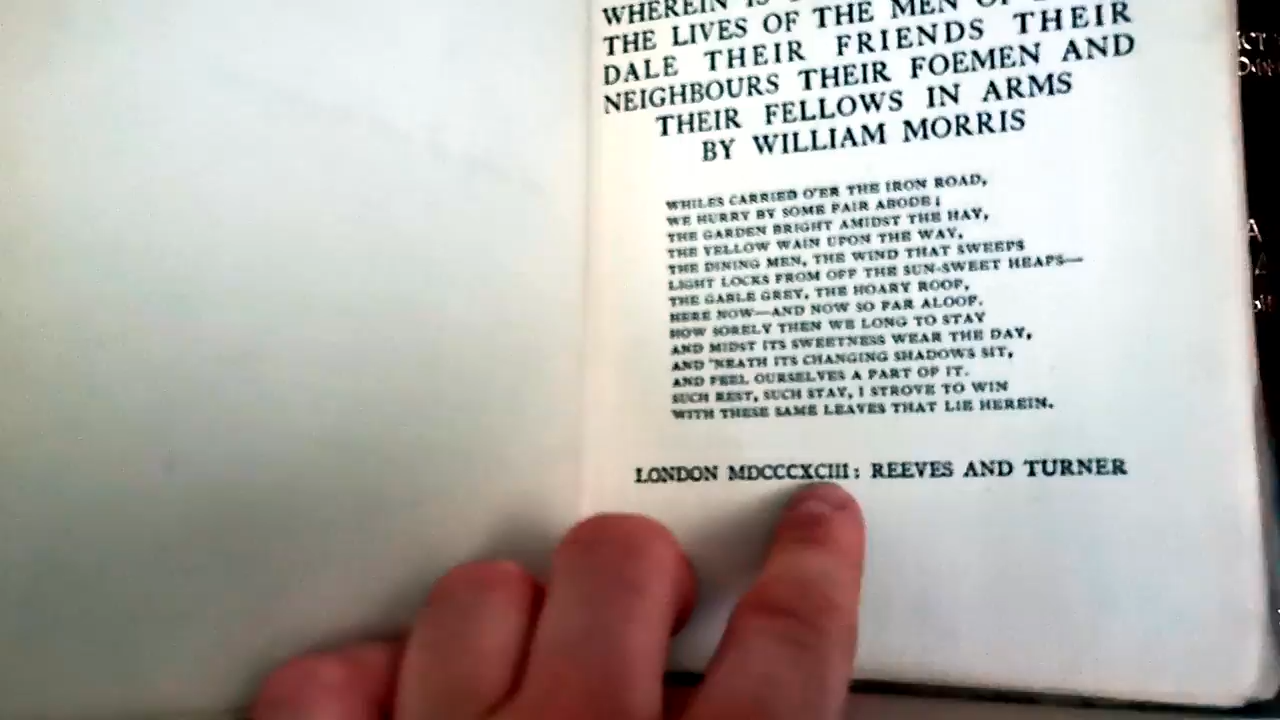 WHEREIN IS
THE LIVES OF THE MEN OF
DALE THEIR FRIENDS THEIR
NEIGHBOURS THEIR FOEMEN AND
THEIR FELLOWS IN ARMS
BY WILLIAM MORRIS
WHILES CARRIED O'ER THE IRON ROAD,
WE HURRY BY SOME FAIR ABODE;
THE GARDEN BRIGHT AMIDST THE HAY,
THE YELLOW WAIN UPON THE WAY,
THE DINING MEN, THE WIND THAT SWEEPS
LIGHT LOCKS FROM OFF THE SUN-SWEET HEAPS—
THE GABLE GREY, THE HOARY ROOF,
HERE NOW—AND NOW SO FAR ALOOF.
HOW SORELY THEN WE LONG TO STAY
AND MIDST ITS SWEETNESS WEAR THE DAY,
AND 'NEATH ITS CHANGING SHADOWS SIT,
AND FEEL OURSELVES A PART OF IT.
SUCH REST, SUCH STAY, I STROVE TO WIN
WITH THESE SAME LEAVES THAT LIE HEREIN.
LONDON MDCCCXCIII: REEVES AND TURNER